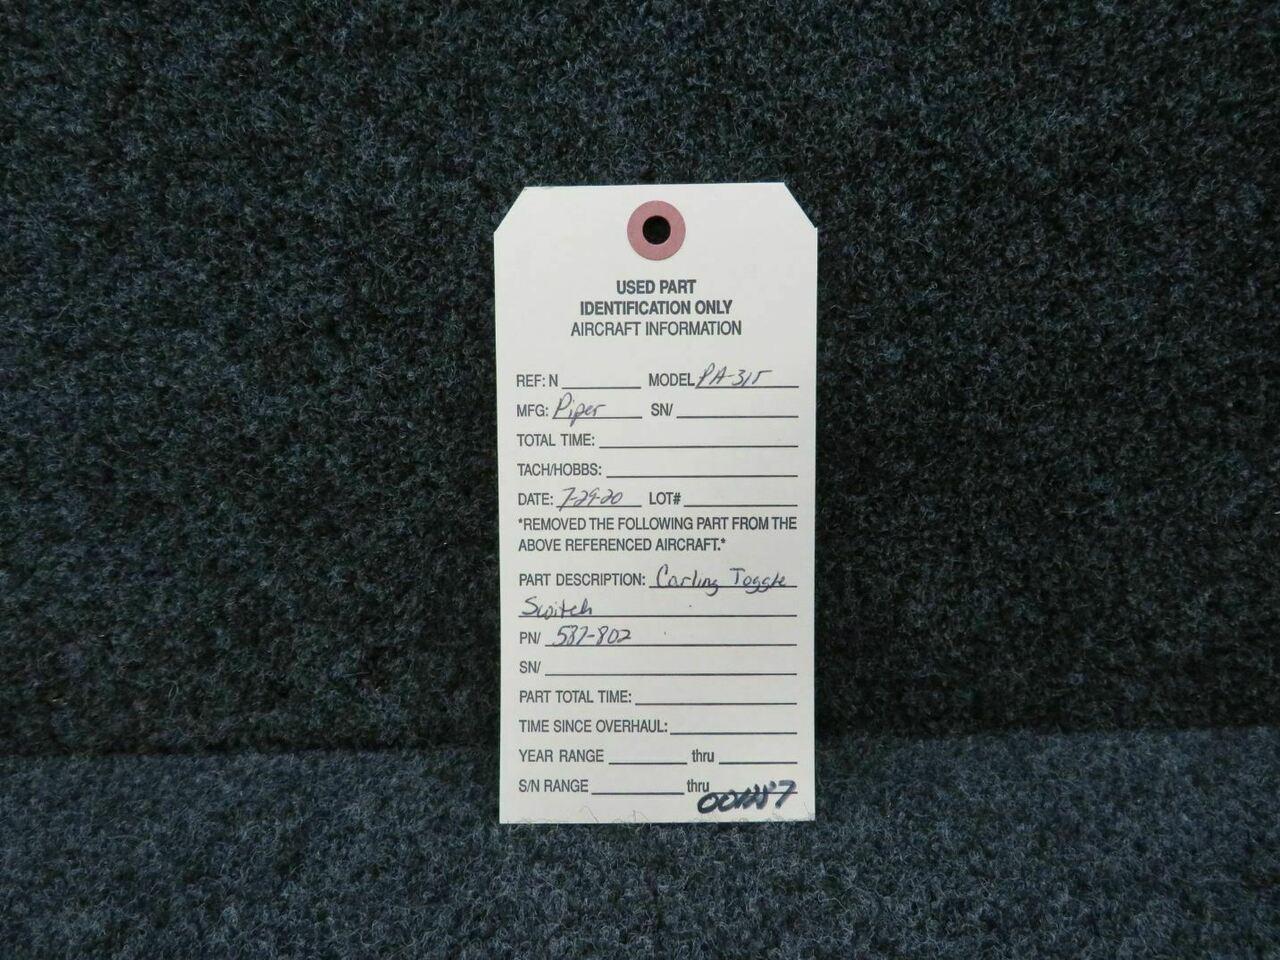 USED PART
IDENTIFICATION ONLY
AIRCRAFT INFORMATION
REF: N MODEL PA-31T
MFG: Piper SN/
TOTAL TIME:
TACH/HOBBS:
DATE: 7-29-20 LOT#
*REMOVED THE FOLLOWING PART FROM THE
ABOVE REFERENCED AIRCRAFT.*
PART DESCRIPTION: Carling Toggle
Switch
PN/ 587-802
SN/
PART TOTAL TIME:
TIME SINCE OVERHAUL:
YEAR RANGE thru
S/N RANGE thru